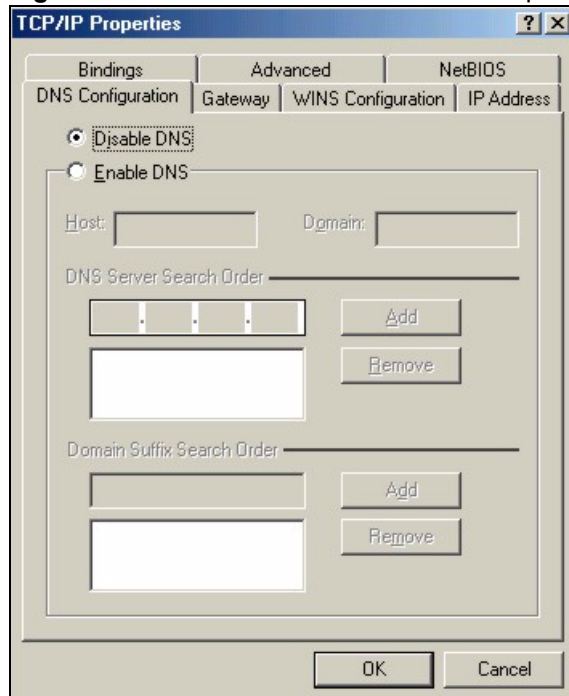 TCP/IP Properties
Bindings Advanced NetBIOS
DNS Configuration Gateway WINS Configuration IP Address
Disable DNS
Enable DNS
Host: Domain:
DNS Server Search Order
. . . Add
Remove
Domain Suffix Search Order
Add
Remove
OK Cancel